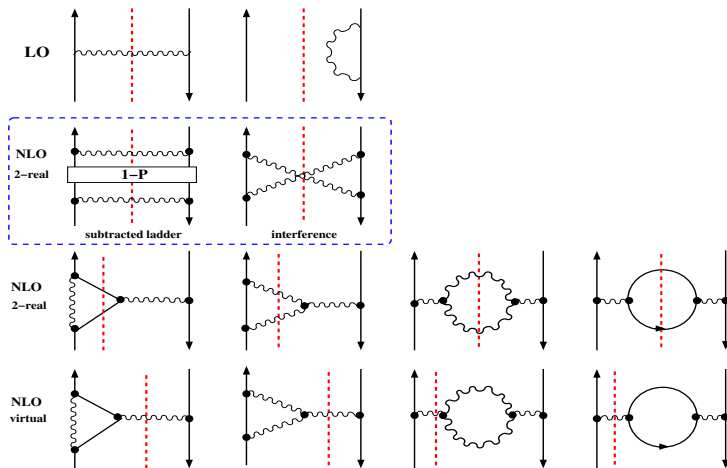 LO
NLO
2-real
1-P
subtracted ladder
interference
NLO
2-real
NLO
virtual